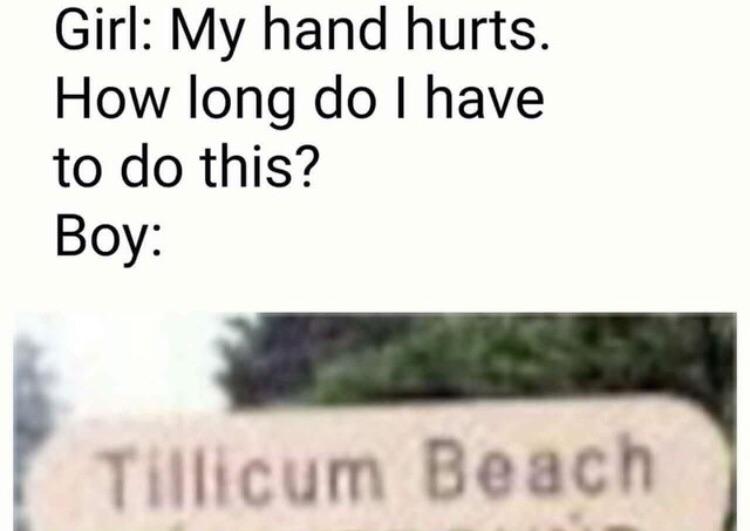 Girl: My hand hurts.
How long do I have
to do this?
Boy:
Tillicum Beach